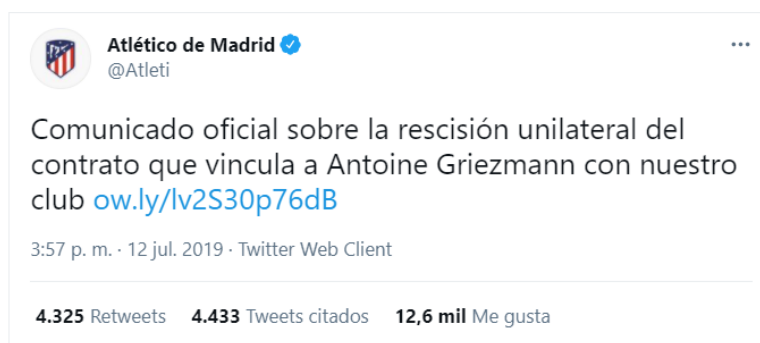 Atlético de Madrid
@Atleti
Comunicado oficial sobre la rescisión unilateral del
contrato que vincula a Antoine Griezmann con nuestro
club ow.ly/lv2S30p76dB
3:57 p. m. · 12 jul. 2019 · Twitter Web Client
4.325 Retweets 4.433 Tweets citados 12,6 mil Me gusta